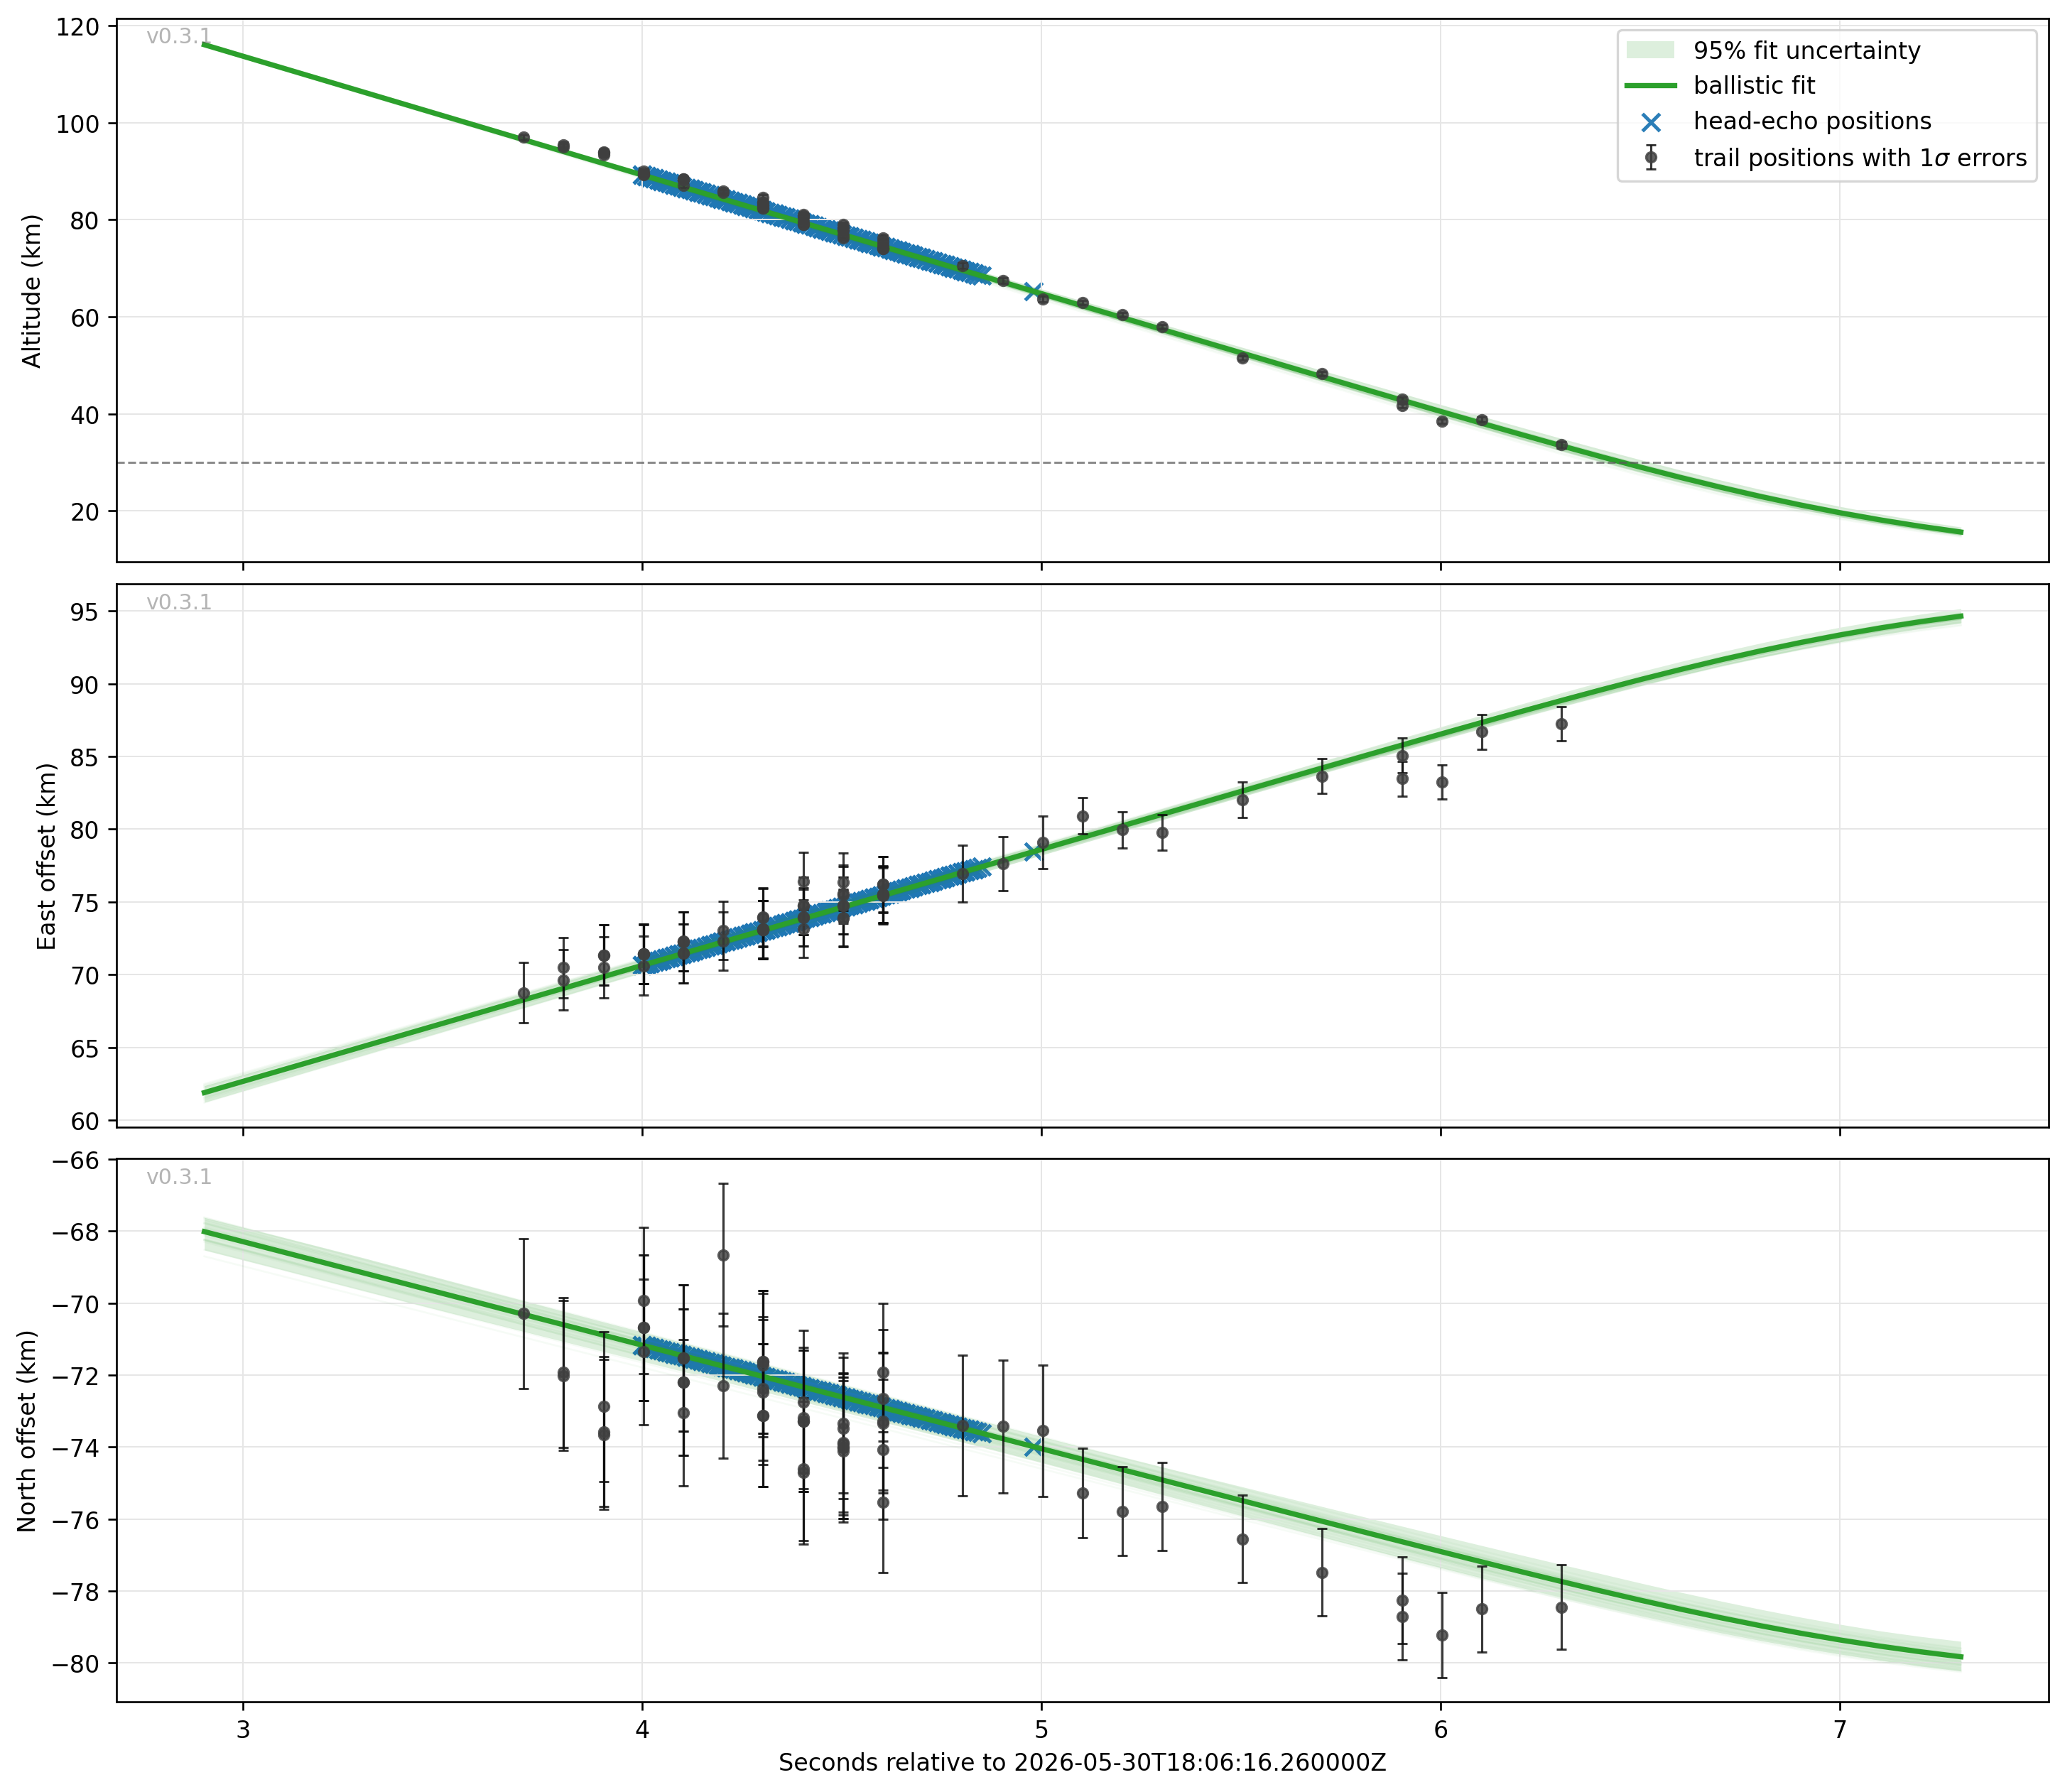 v0.3.1
120
100
80
60
40
20
Altitude (km)
95% fit uncertainty
ballistic fit
head-echo positions
trail positions with 1σ errors
v0.3.1
95
90
85
80
75
70
65
60
East offset (km)
v0.3.1
−66
−68
−70
−72
−74
−76
−78
−80
North offset (km)
3 4 5 6 7
Seconds relative to 2026-05-30T18:06:16.260000Z